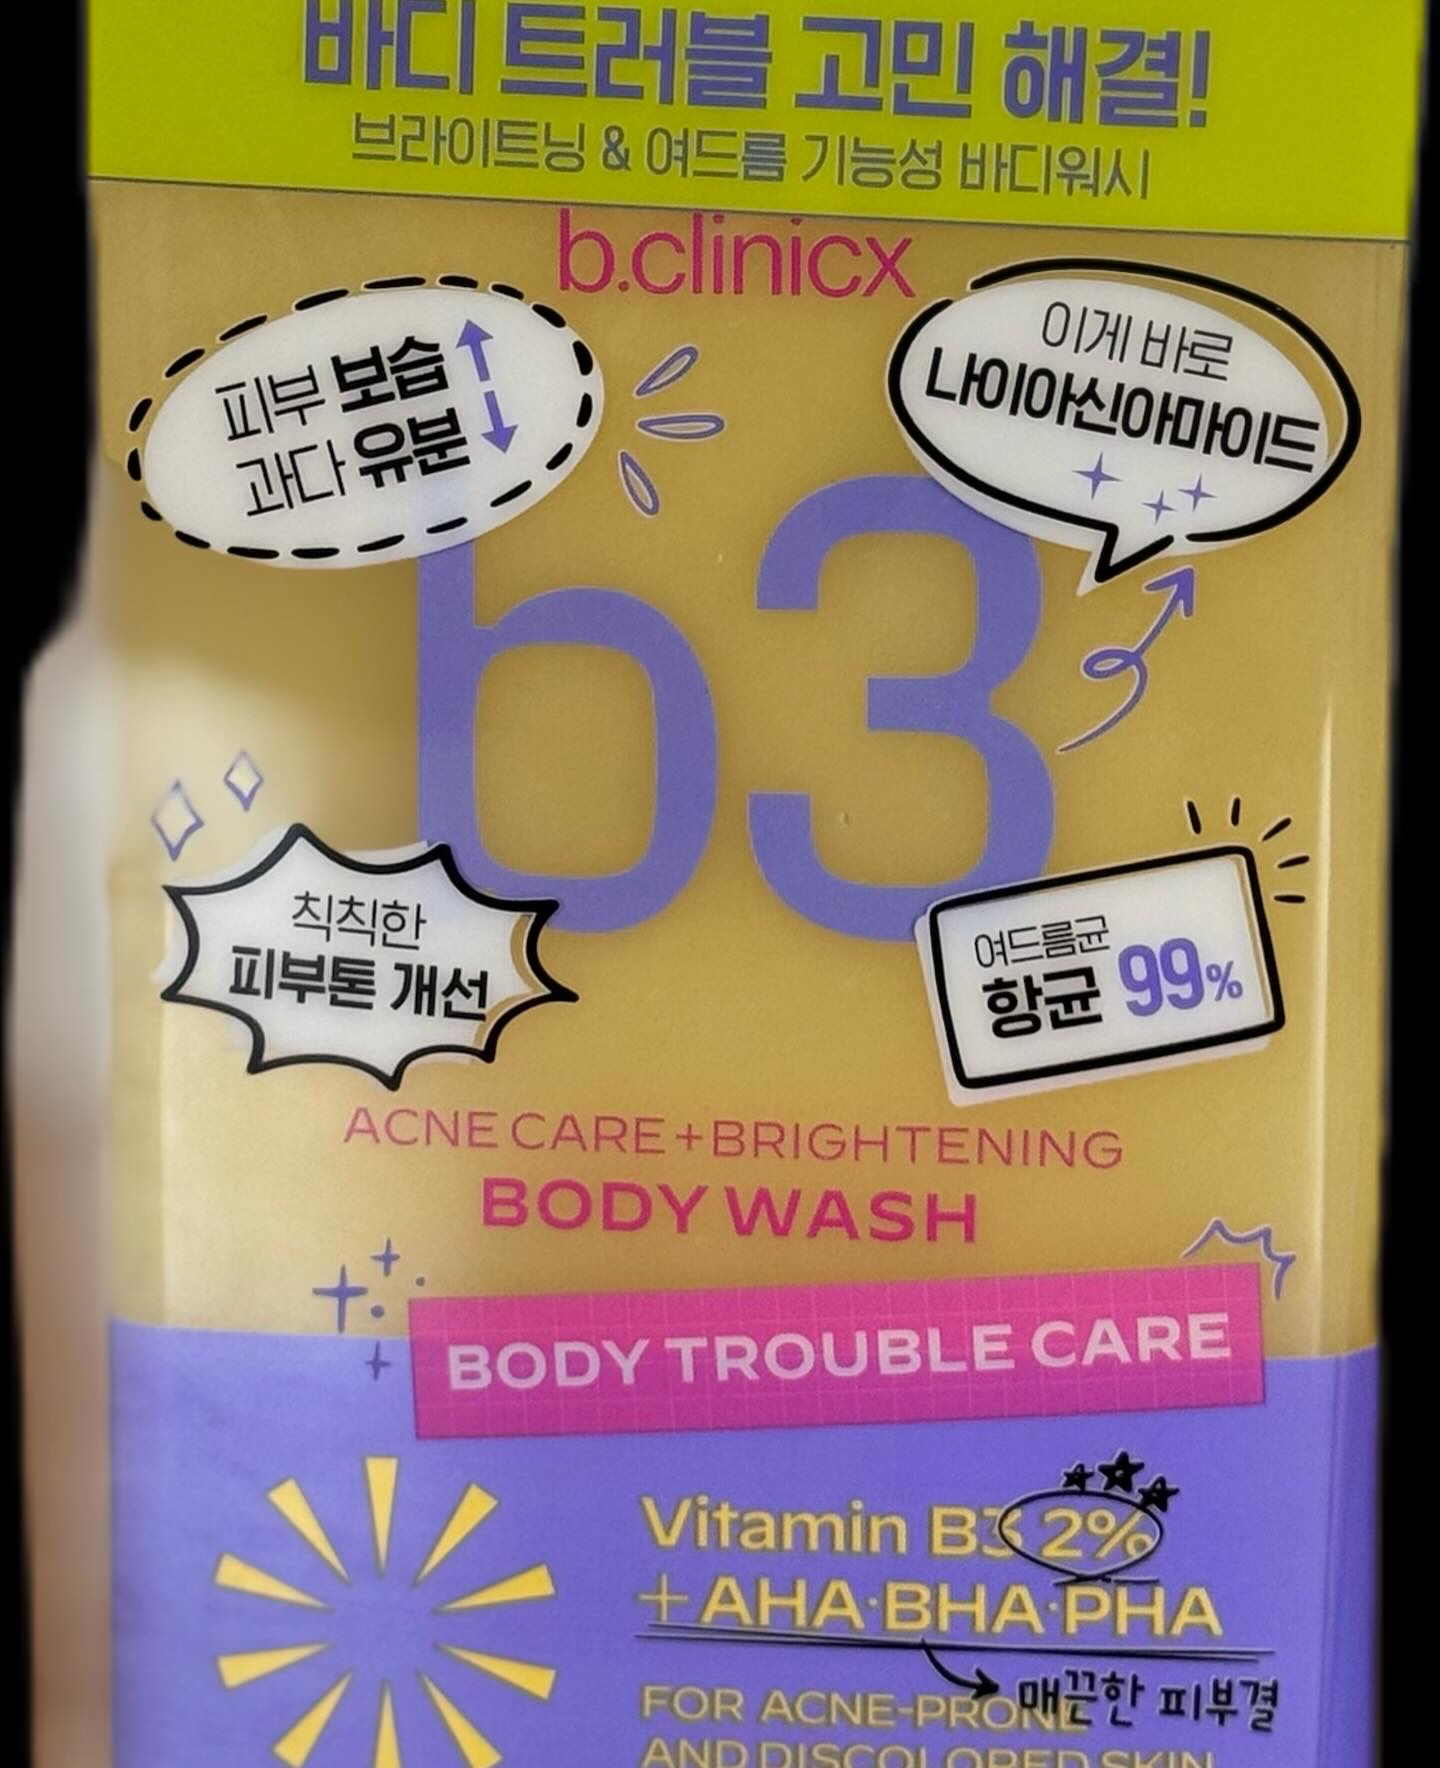 바디 트러블 고민 해결!
브라이트닝 & 여드름 기능성 바디워시
b.clinicx
피부 보습
과다 유분
이게 바로
나이아신아마이드
b3
칙칙한
피부톤 개선
여드름균
항균 99%
ACNE CARE+BRIGHTENING
BODY WASH
BODY TROUBLE CARE
Vitamin B3 2%
+AHA·BHA·PHA
매끈한 피부결
FOR ACNE-PRONE
AND DISCOLORED SKIN